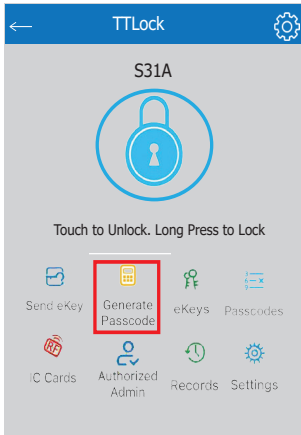 TTLock
S31A
Touch to Unlock. Long Press to Lock
Send eKey
Generate
Passcode
eKeys
Passcodes
RF
IC Cards
Authorized
Admin
Records
Settings